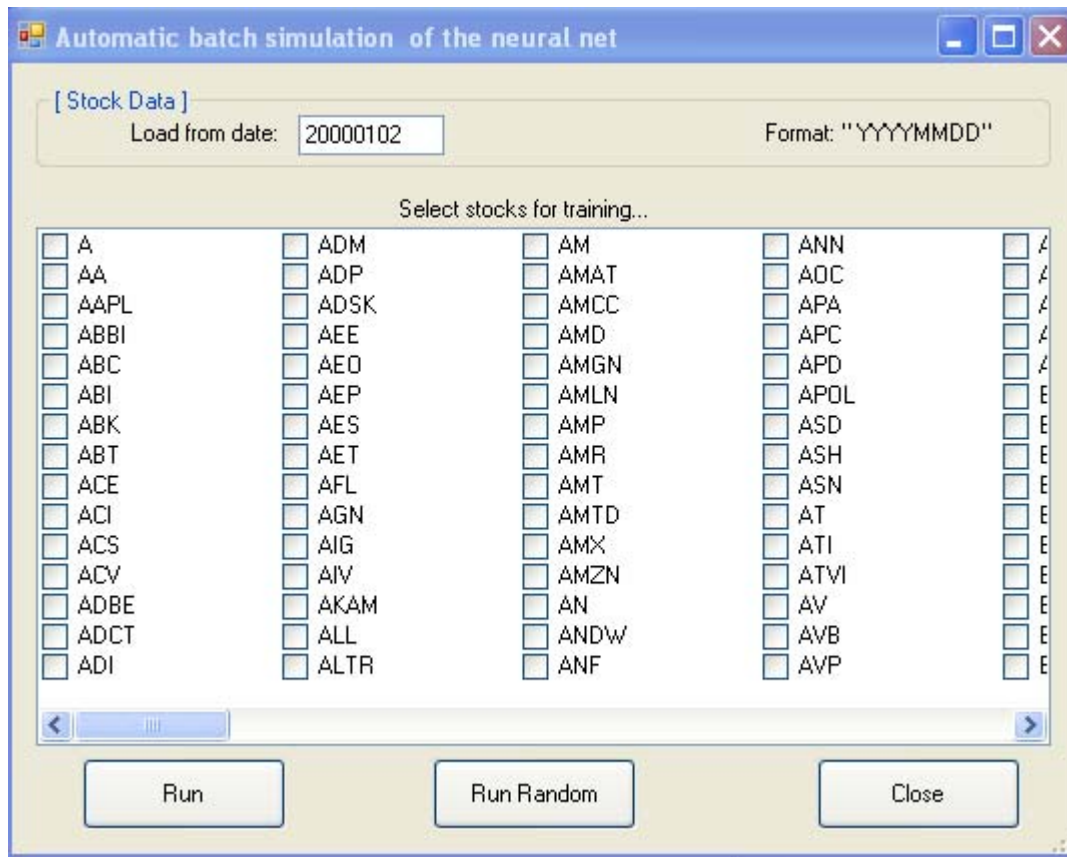 Automatic batch simulation of the neural net
[ Stock Data ]
Load from date: 20000102 Format: "YYYYMMDD"
Select stocks for training...
A ADM AM ANN
AA ADP AMAT AOC
AAPL ADSK AMCC APA
ABBI AEE AMD APC
ABC AEO AMGN APD
ABI AEP AMLN APOL
ABK AES AMP ASD
ABT AET AMR ASH
ACE AFL AMT ASN
ACI AGN AMTD AT
ACS AIG AMX ATI
ACV AIV AMZN ATVI
ADBE AKAM AN AV
ADCT ALL ANDW AVB
ADI ALTR ANF AVP
Run Run Random Close